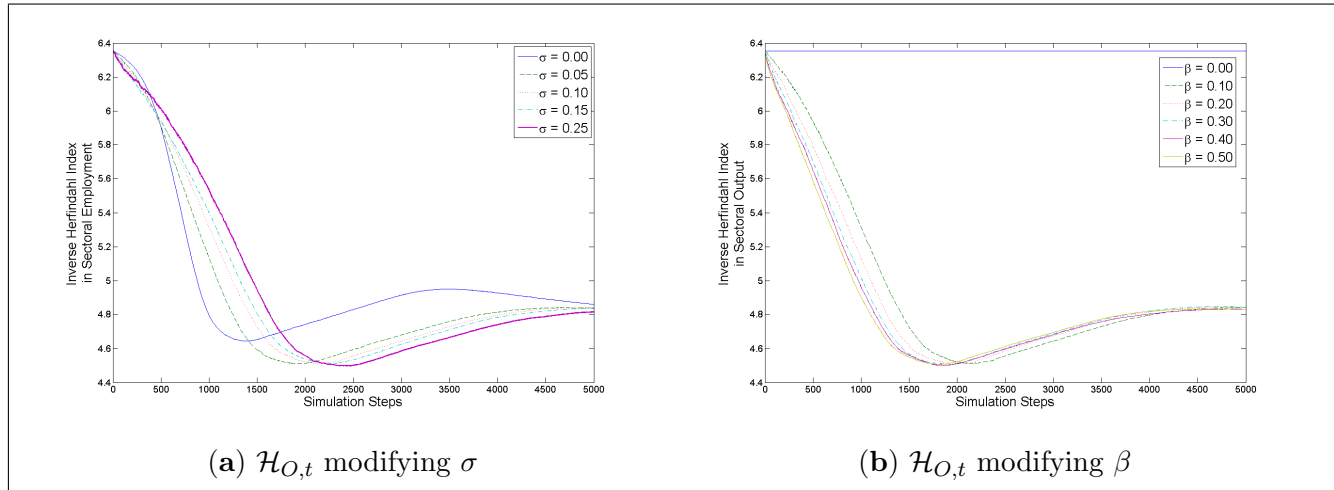 6.4
6.2
6
5.8
5.6
5.4
5.2
5
4.8
4.6
4.4
0 500 1000 1500 2000 2500 3000 3500 4000 4500 5000
Inverse Herfindahl Index
in Sectoral Employment
Simulation Steps
σ = 0.00
σ = 0.05
σ = 0.10
σ = 0.15
σ = 0.25
(a) ℋO,t modifying σ
6.4
6.2
6
5.8
5.6
5.4
5.2
5
4.8
4.6
4.4
0 500 1000 1500 2000 2500 3000 3500 4000 4500 5000
Inverse Herfindahl Index
in Sectoral Output
Simulation Steps
β = 0.00
β = 0.10
β = 0.20
β = 0.30
β = 0.40
β = 0.50
(b) ℋO,t modifying β